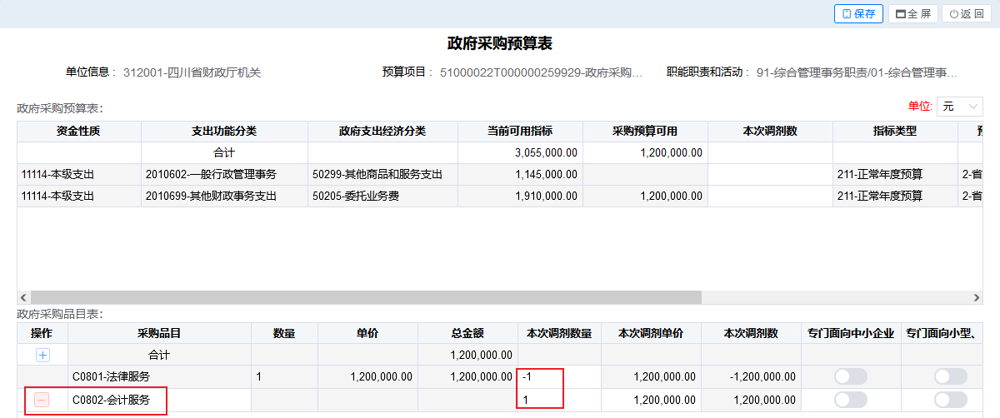 保存 全 屏 返 回
政府采购预算表
单位信息： 312001-四川省财政厅机关 预算项目： 51000022T000000259929-政府采购... 职能职责和活动： 91-综合管理事务职责/01-综合管理事...
政府采购预算表: 单位: 元
资金性质 支出功能分类 政府支出经济分类 当前可用指标 采购预算可用 本次调剂数 指标类型
合计 3,055,000.00 1,200,000.00
11114-本级支出 2010602-一般行政管理事务 50299-其他商品和服务支出 1,145,000.00 211-正常年度预算 2-省
11114-本级支出 2010699-其他财政事务支出 50205-委托业务费 1,910,000.00 1,200,000.00 211-正常年度预算 2-省
政府采购品目表:
操作 采购品目 数量 单价 总金额 本次调剂数量 本次调剂单价 本次调剂数 专门面向中小企业 专门面向小型、
合计 1,200,000.00
C0801-法律服务 1 1,200,000.00 1,200,000.00 -1 1,200,000.00 -1,200,000.00
C0802-会计服务 1 1,200,000.00 1,200,000.00